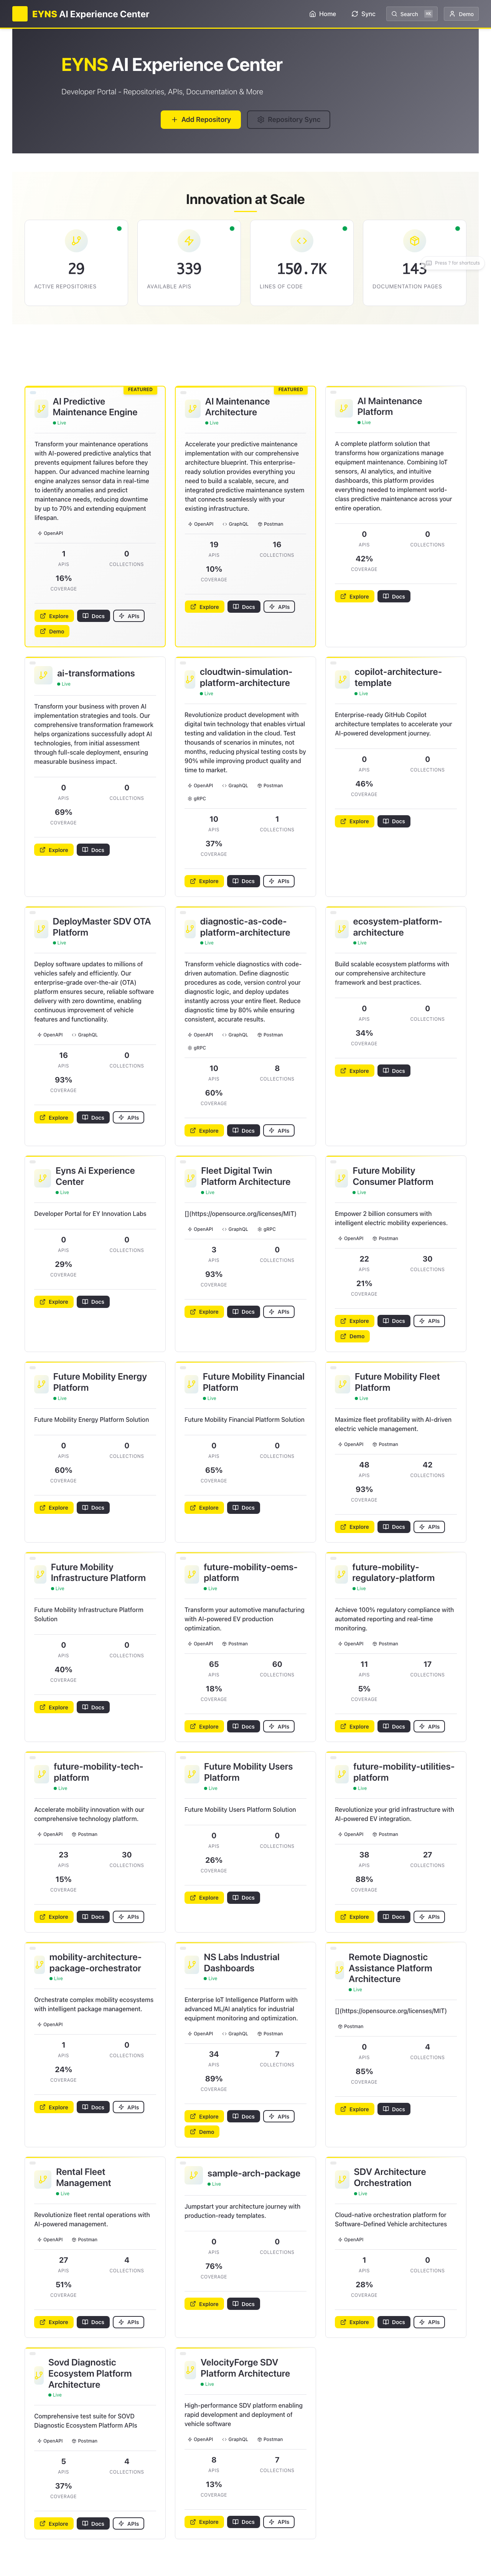 EYNS AI Experience Center
Home
Sync
Search
Demo
EYNS AI Experience Center
Developer Portal - Repositories, APIs, Documentation & More
Add Repository
Repository Sync
Innovation at Scale
29
ACTIVE REPOSITORIES
339
AVAILABLE APIS
150.7K
LINES OF CODE
143
DOCUMENTATION PAGES
Press ? for shortcuts
FEATURED
AI Predictive
Maintenance Engine
Live
Transform your maintenance operations
with AI-powered predictive analytics that
prevents equipment failures before they
happen. Our advanced machine learning
engine analyzes sensor data in real-time
to identify anomalies and predict
maintenance needs, reducing downtime
by up to 70% and extending equipment
lifespan.
OpenAPI
1
APIS
0
COLLECTIONS
16%
COVERAGE
Explore
Docs
APIs
Demo
FEATURED
AI Maintenance
Architecture
Live
Accelerate your predictive maintenance
implementation with our comprehensive
architecture blueprint. This enterprise-
ready solution provides everything you
need to build a scalable, secure, and
integrated predictive maintenance system
that connects seamlessly with your
existing infrastructure.
OpenAPI
GraphQL
Postman
19
APIS
16
COLLECTIONS
10%
COVERAGE
Explore
Docs
APIs
AI Maintenance
Platform
Live
A complete platform solution that
transforms how organizations manage
equipment maintenance. Combining IoT
sensors, AI analytics, and intuitive
dashboards, this platform provides
everything needed to implement world-
class predictive maintenance across your
entire operation.
0
APIS
0
COLLECTIONS
42%
COVERAGE
Explore
Docs
ai-transformations
Live
Transform your business with proven AI
implementation strategies and tools. Our
comprehensive transformation framework
helps organizations successfully adopt AI
technologies, from initial assessment
through full-scale deployment, ensuring
measurable business impact.
0
APIS
0
COLLECTIONS
69%
COVERAGE
Explore
Docs
cloudtwin-simulation-
platform-architecture
Live
Revolutionize product development with
digital twin technology that enables virtual
testing and validation in the cloud. Test
thousands of scenarios in minutes, not
months, reducing physical testing costs by
90% while improving product quality and
time to market.
OpenAPI
GraphQL
Postman
gRPC
10
APIS
1
COLLECTIONS
37%
COVERAGE
Explore
Docs
APIs
copilot-architecture-
template
Live
Enterprise-ready GitHub Copilot
architecture templates to accelerate your
AI-powered development journey.
0
APIS
0
COLLECTIONS
46%
COVERAGE
Explore
Docs
DeployMaster SDV OTA
Platform
Live
Deploy software updates to millions of
vehicles safely and efficiently. Our
enterprise-grade over-the-air (OTA)
platform ensures secure, reliable software
delivery with zero downtime, enabling
continuous improvement of vehicle
features and functionality.
OpenAPI
GraphQL
16
APIS
0
COLLECTIONS
93%
COVERAGE
Explore
Docs
APIs
diagnostic-as-code-
platform-architecture
Live
Transform vehicle diagnostics with code-
driven automation. Define diagnostic
procedures as code, version control your
diagnostic logic, and deploy updates
instantly across your entire fleet. Reduce
diagnostic time by 80% while ensuring
consistent, accurate results.
OpenAPI
GraphQL
Postman
gRPC
10
APIS
8
COLLECTIONS
60%
COVERAGE
Explore
Docs
APIs
ecosystem-platform-
architecture
Live
Build scalable ecosystem platforms with
our comprehensive architecture
framework and best practices.
0
APIS
0
COLLECTIONS
34%
COVERAGE
Explore
Docs
Eyns Ai Experience
Center
Live
Developer Portal for EY Innovation Labs
0
APIS
0
COLLECTIONS
29%
COVERAGE
Explore
Docs
Fleet Digital Twin
Platform Architecture
Live
[](https://opensource.org/licenses/MIT)
OpenAPI
GraphQL
gRPC
3
APIS
0
COLLECTIONS
93%
COVERAGE
Explore
Docs
APIs
Future Mobility
Consumer Platform
Live
Empower 2 billion consumers with
intelligent electric mobility experiences.
OpenAPI
Postman
22
APIS
30
COLLECTIONS
21%
COVERAGE
Explore
Docs
APIs
Demo
Future Mobility Energy
Platform
Live
Future Mobility Energy Platform Solution
0
APIS
0
COLLECTIONS
60%
COVERAGE
Explore
Docs
Future Mobility Financial
Platform
Live
Future Mobility Financial Platform Solution
0
APIS
0
COLLECTIONS
65%
COVERAGE
Explore
Docs
Future Mobility Fleet
Platform
Live
Maximize fleet profitability with AI-driven
electric vehicle management.
OpenAPI
Postman
48
APIS
42
COLLECTIONS
93%
COVERAGE
Explore
Docs
APIs
Future Mobility
Infrastructure Platform
Live
Future Mobility Infrastructure Platform
Solution
0
APIS
0
COLLECTIONS
40%
COVERAGE
Explore
Docs
future-mobility-oems-
platform
Live
Transform your automotive manufacturing
with AI-powered EV production
optimization.
OpenAPI
Postman
65
APIS
60
COLLECTIONS
18%
COVERAGE
Explore
Docs
APIs
future-mobility-
regulatory-platform
Live
Achieve 100% regulatory compliance with
automated reporting and real-time
monitoring.
OpenAPI
Postman
11
APIS
17
COLLECTIONS
5%
COVERAGE
Explore
Docs
APIs
future-mobility-tech-
platform
Live
Accelerate mobility innovation with our
comprehensive technology platform.
OpenAPI
Postman
23
APIS
30
COLLECTIONS
15%
COVERAGE
Explore
Docs
APIs
Future Mobility Users
Platform
Live
Future Mobility Users Platform Solution
0
APIS
0
COLLECTIONS
26%
COVERAGE
Explore
Docs
future-mobility-utilities-
platform
Live
Revolutionize your grid infrastructure with
AI-powered EV integration.
OpenAPI
Postman
38
APIS
27
COLLECTIONS
88%
COVERAGE
Explore
Docs
APIs
mobility-architecture-
package-orchestrator
Live
Orchestrate complex mobility ecosystems
with intelligent package management.
OpenAPI
1
APIS
0
COLLECTIONS
24%
COVERAGE
Explore
Docs
APIs
NS Labs Industrial
Dashboards
Live
Enterprise IoT Intelligence Platform with
advanced ML/AI analytics for industrial
equipment monitoring and optimization.
OpenAPI
GraphQL
Postman
34
APIS
7
COLLECTIONS
89%
COVERAGE
Explore
Docs
APIs
Demo
Remote Diagnostic
Assistance Platform
Architecture
Live
[](https://opensource.org/licenses/MIT)
Postman
0
APIS
4
COLLECTIONS
85%
COVERAGE
Explore
Docs
Rental Fleet
Management
Live
Revolutionize fleet rental operations with
AI-powered management.
OpenAPI
Postman
27
APIS
4
COLLECTIONS
51%
COVERAGE
Explore
Docs
APIs
sample-arch-package
Live
Jumpstart your architecture journey with
production-ready templates.
0
APIS
0
COLLECTIONS
76%
COVERAGE
Explore
Docs
SDV Architecture
Orchestration
Live
Cloud-native orchestration platform for
Software-Defined Vehicle architectures
OpenAPI
1
APIS
0
COLLECTIONS
28%
COVERAGE
Explore
Docs
APIs
Sovd Diagnostic
Ecosystem Platform
Architecture
Live
Comprehensive test suite for SOVD
Diagnostic Ecosystem Platform APIs
OpenAPI
Postman
5
APIS
4
COLLECTIONS
37%
COVERAGE
Explore
Docs
APIs
VelocityForge SDV
Platform Architecture
Live
High-performance SDV platform enabling
rapid development and deployment of
vehicle software
OpenAPI
GraphQL
Postman
8
APIS
7
COLLECTIONS
13%
COVERAGE
Explore
Docs
APIs